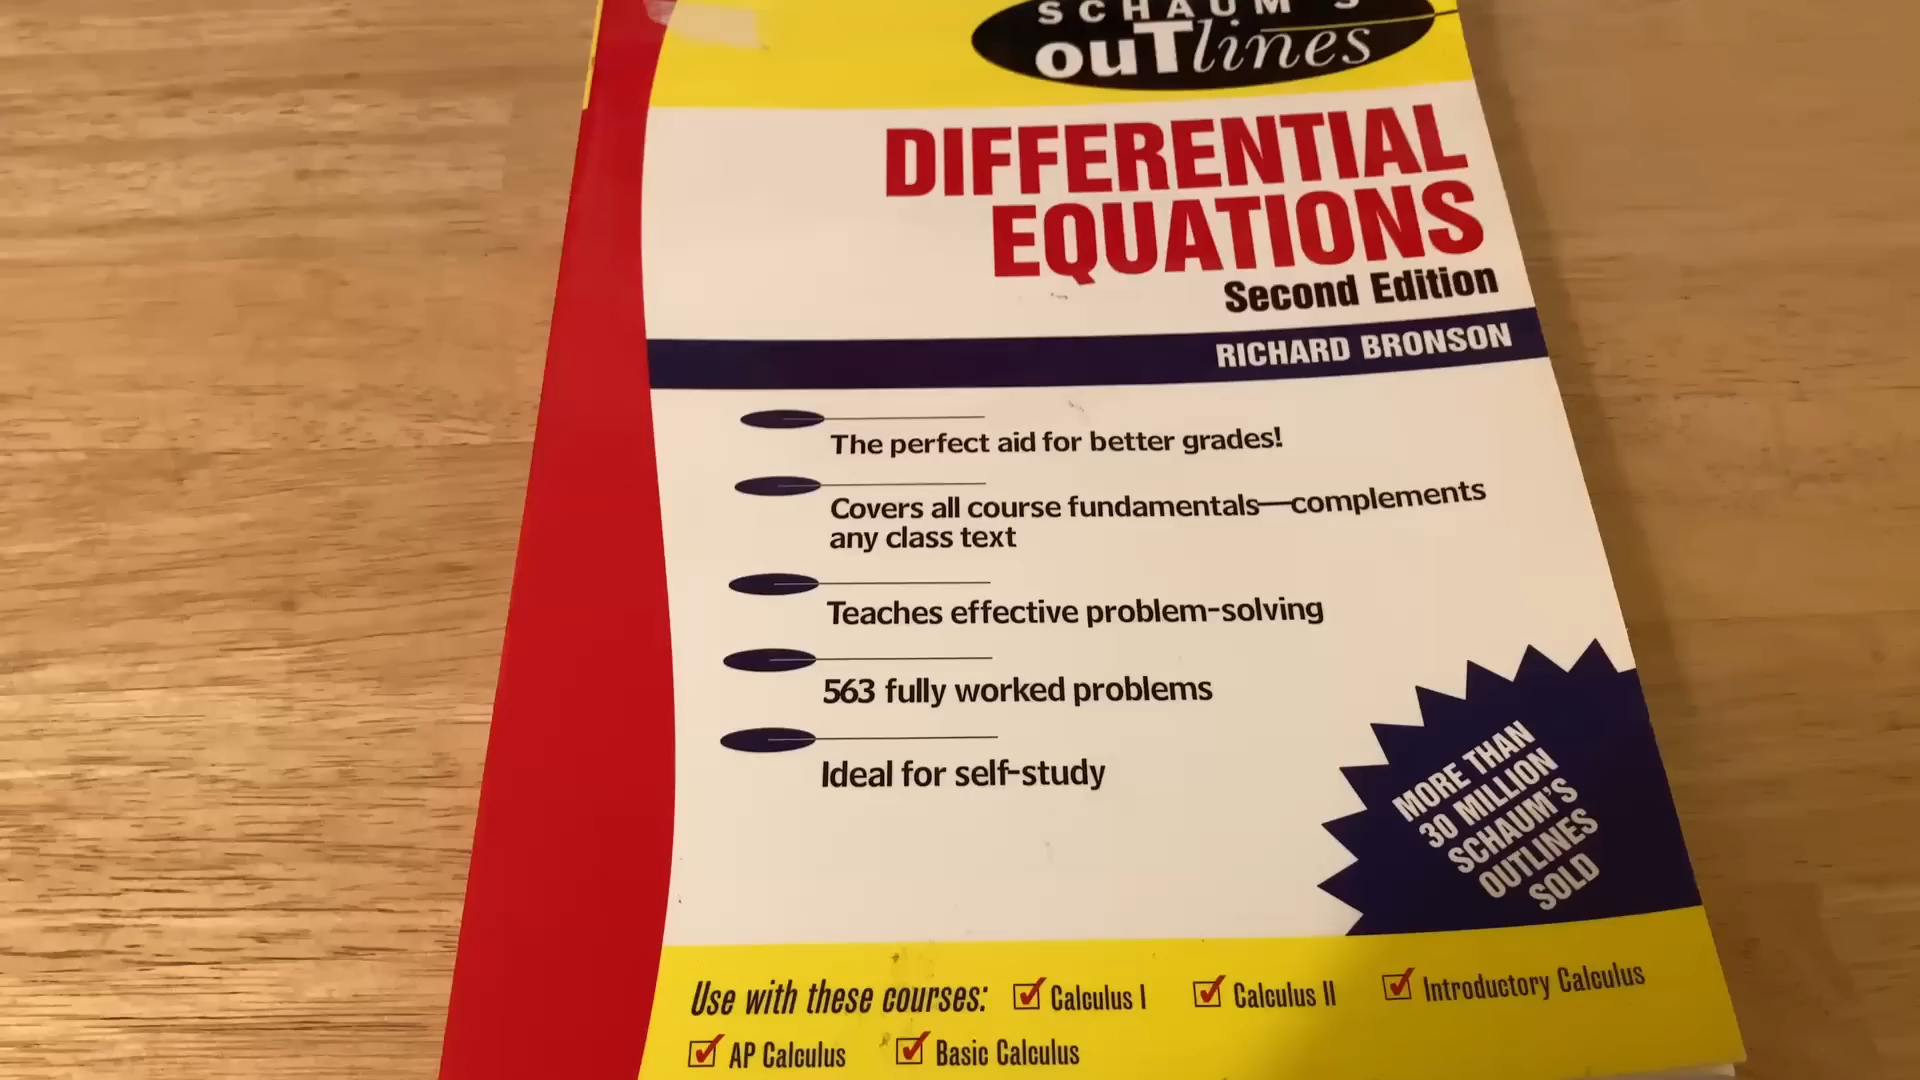 SCHAUM'S
ouTlines
DIFFERENTIAL
EQUATIONS
Second Edition
RICHARD BRONSON
The perfect aid for better grades!
Covers all course fundamentals—complements
any class text
Teaches effective problem-solving
563 fully worked problems
Ideal for self-study
MORE THAN
30 MILLION
SCHAUM'S
OUTLINES
SOLD
Use with these courses: Calculus I Calculus II Introductory Calculus
AP Calculus Basic Calculus